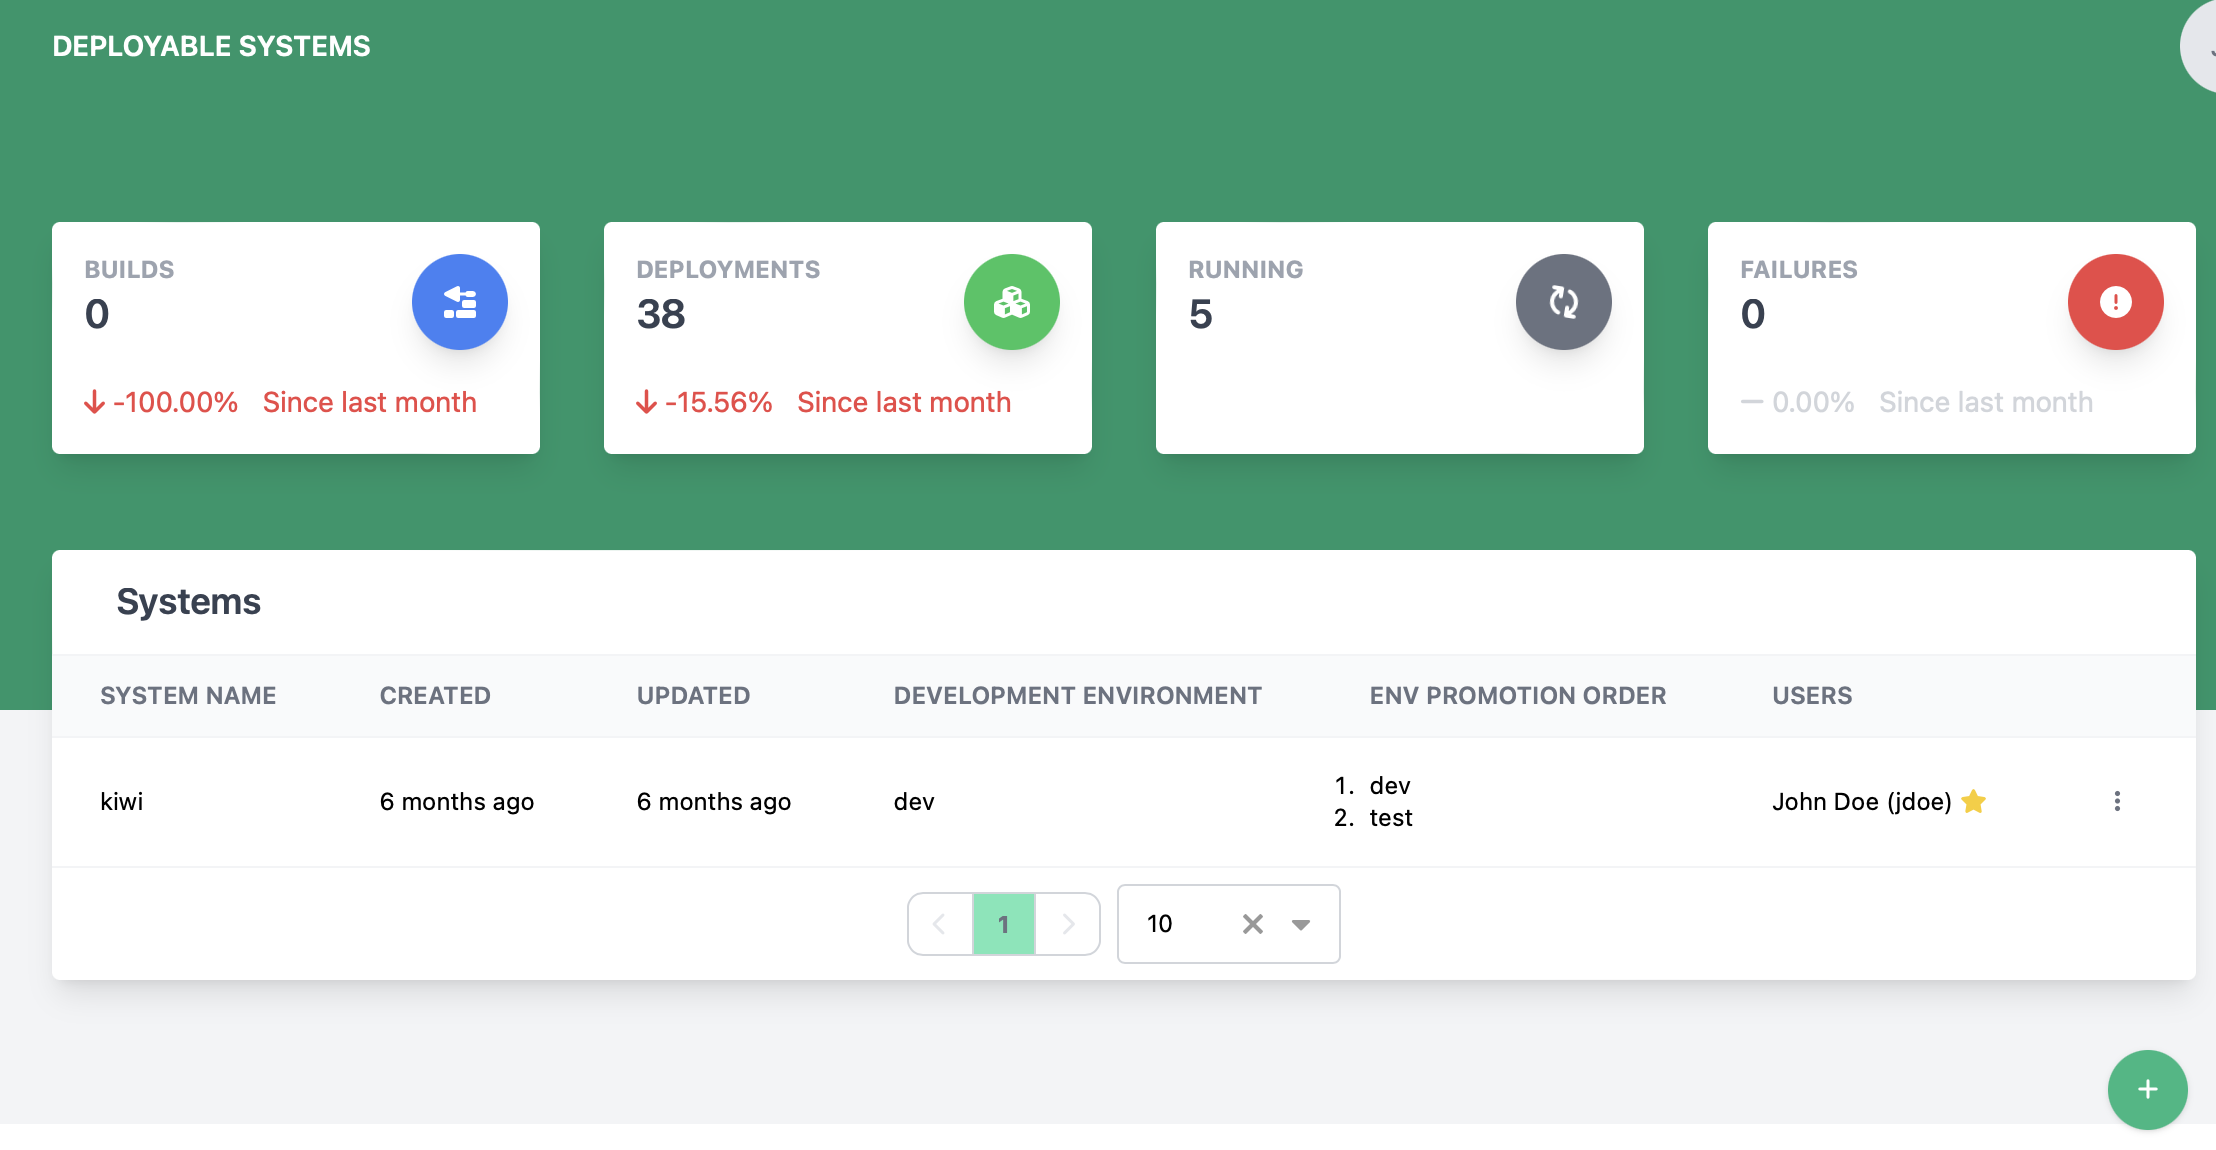 DEPLOYABLE SYSTEMS
BUILDS
0
-100.00% Since last month
DEPLOYMENTS
38
-15.56% Since last month
RUNNING
5
FAILURES
0
0.00% Since last month
Systems
SYSTEM NAME CREATED UPDATED DEVELOPMENT ENVIRONMENT ENV PROMOTION ORDER USERS
kiwi 6 months ago 6 months ago dev 1. dev John Doe (jdoe)
2. test
1 10